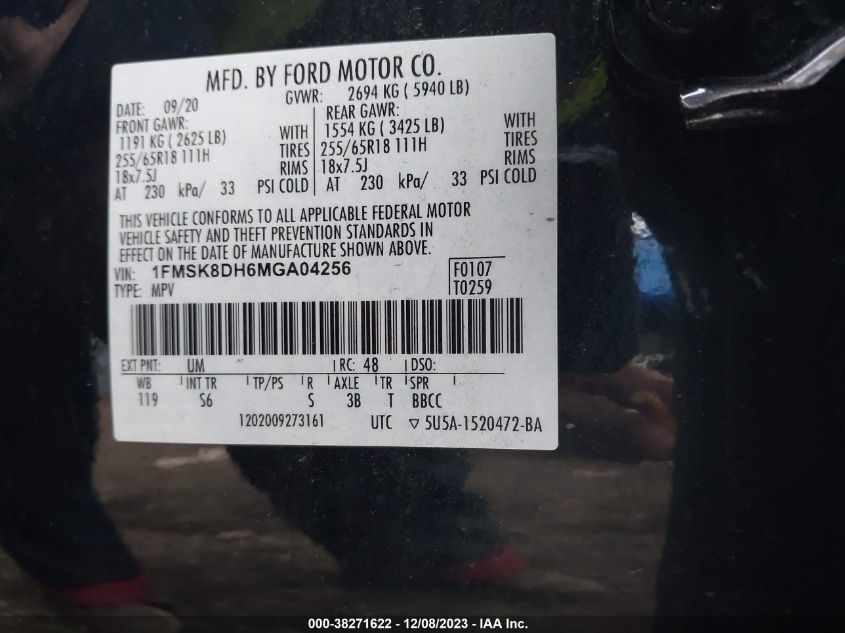 MFD. BY FORD MOTOR CO.
DATE: 09/20 GVWR: 2694 KG ( 5940 LB)
FRONT GAWR: REAR GAWR:
1191 KG ( 2625 LB) WITH 1554 KG ( 3425 LB) WITH
255/65R18 111H TIRES 255/65R18 111H TIRES
18x7.5J RIMS 18x7.5J RIMS
AT 230 kPa/ 33 PSI COLD AT 230 kPa/ 33 PSI COLD
THIS VEHICLE CONFORMS TO ALL APPLICABLE FEDERAL MOTOR
VEHICLE SAFETY AND THEFT PREVENTION STANDARDS IN
EFFECT ON THE DATE OF MANUFACTURE SHOWN ABOVE.
VIN: 1FMSK8DH6MGA04256 F0107
TYPE: MPV T0259
EXT PNT: UM RC: 48 DSO:
WB INT TR TP/PS R AXLE TR SPR
119 S6 S 3B T BBCC
1202009273161 UTC ▽ 5U5A-1520472-BA
000-38271622 - 12/08/2023 - IAA Inc.